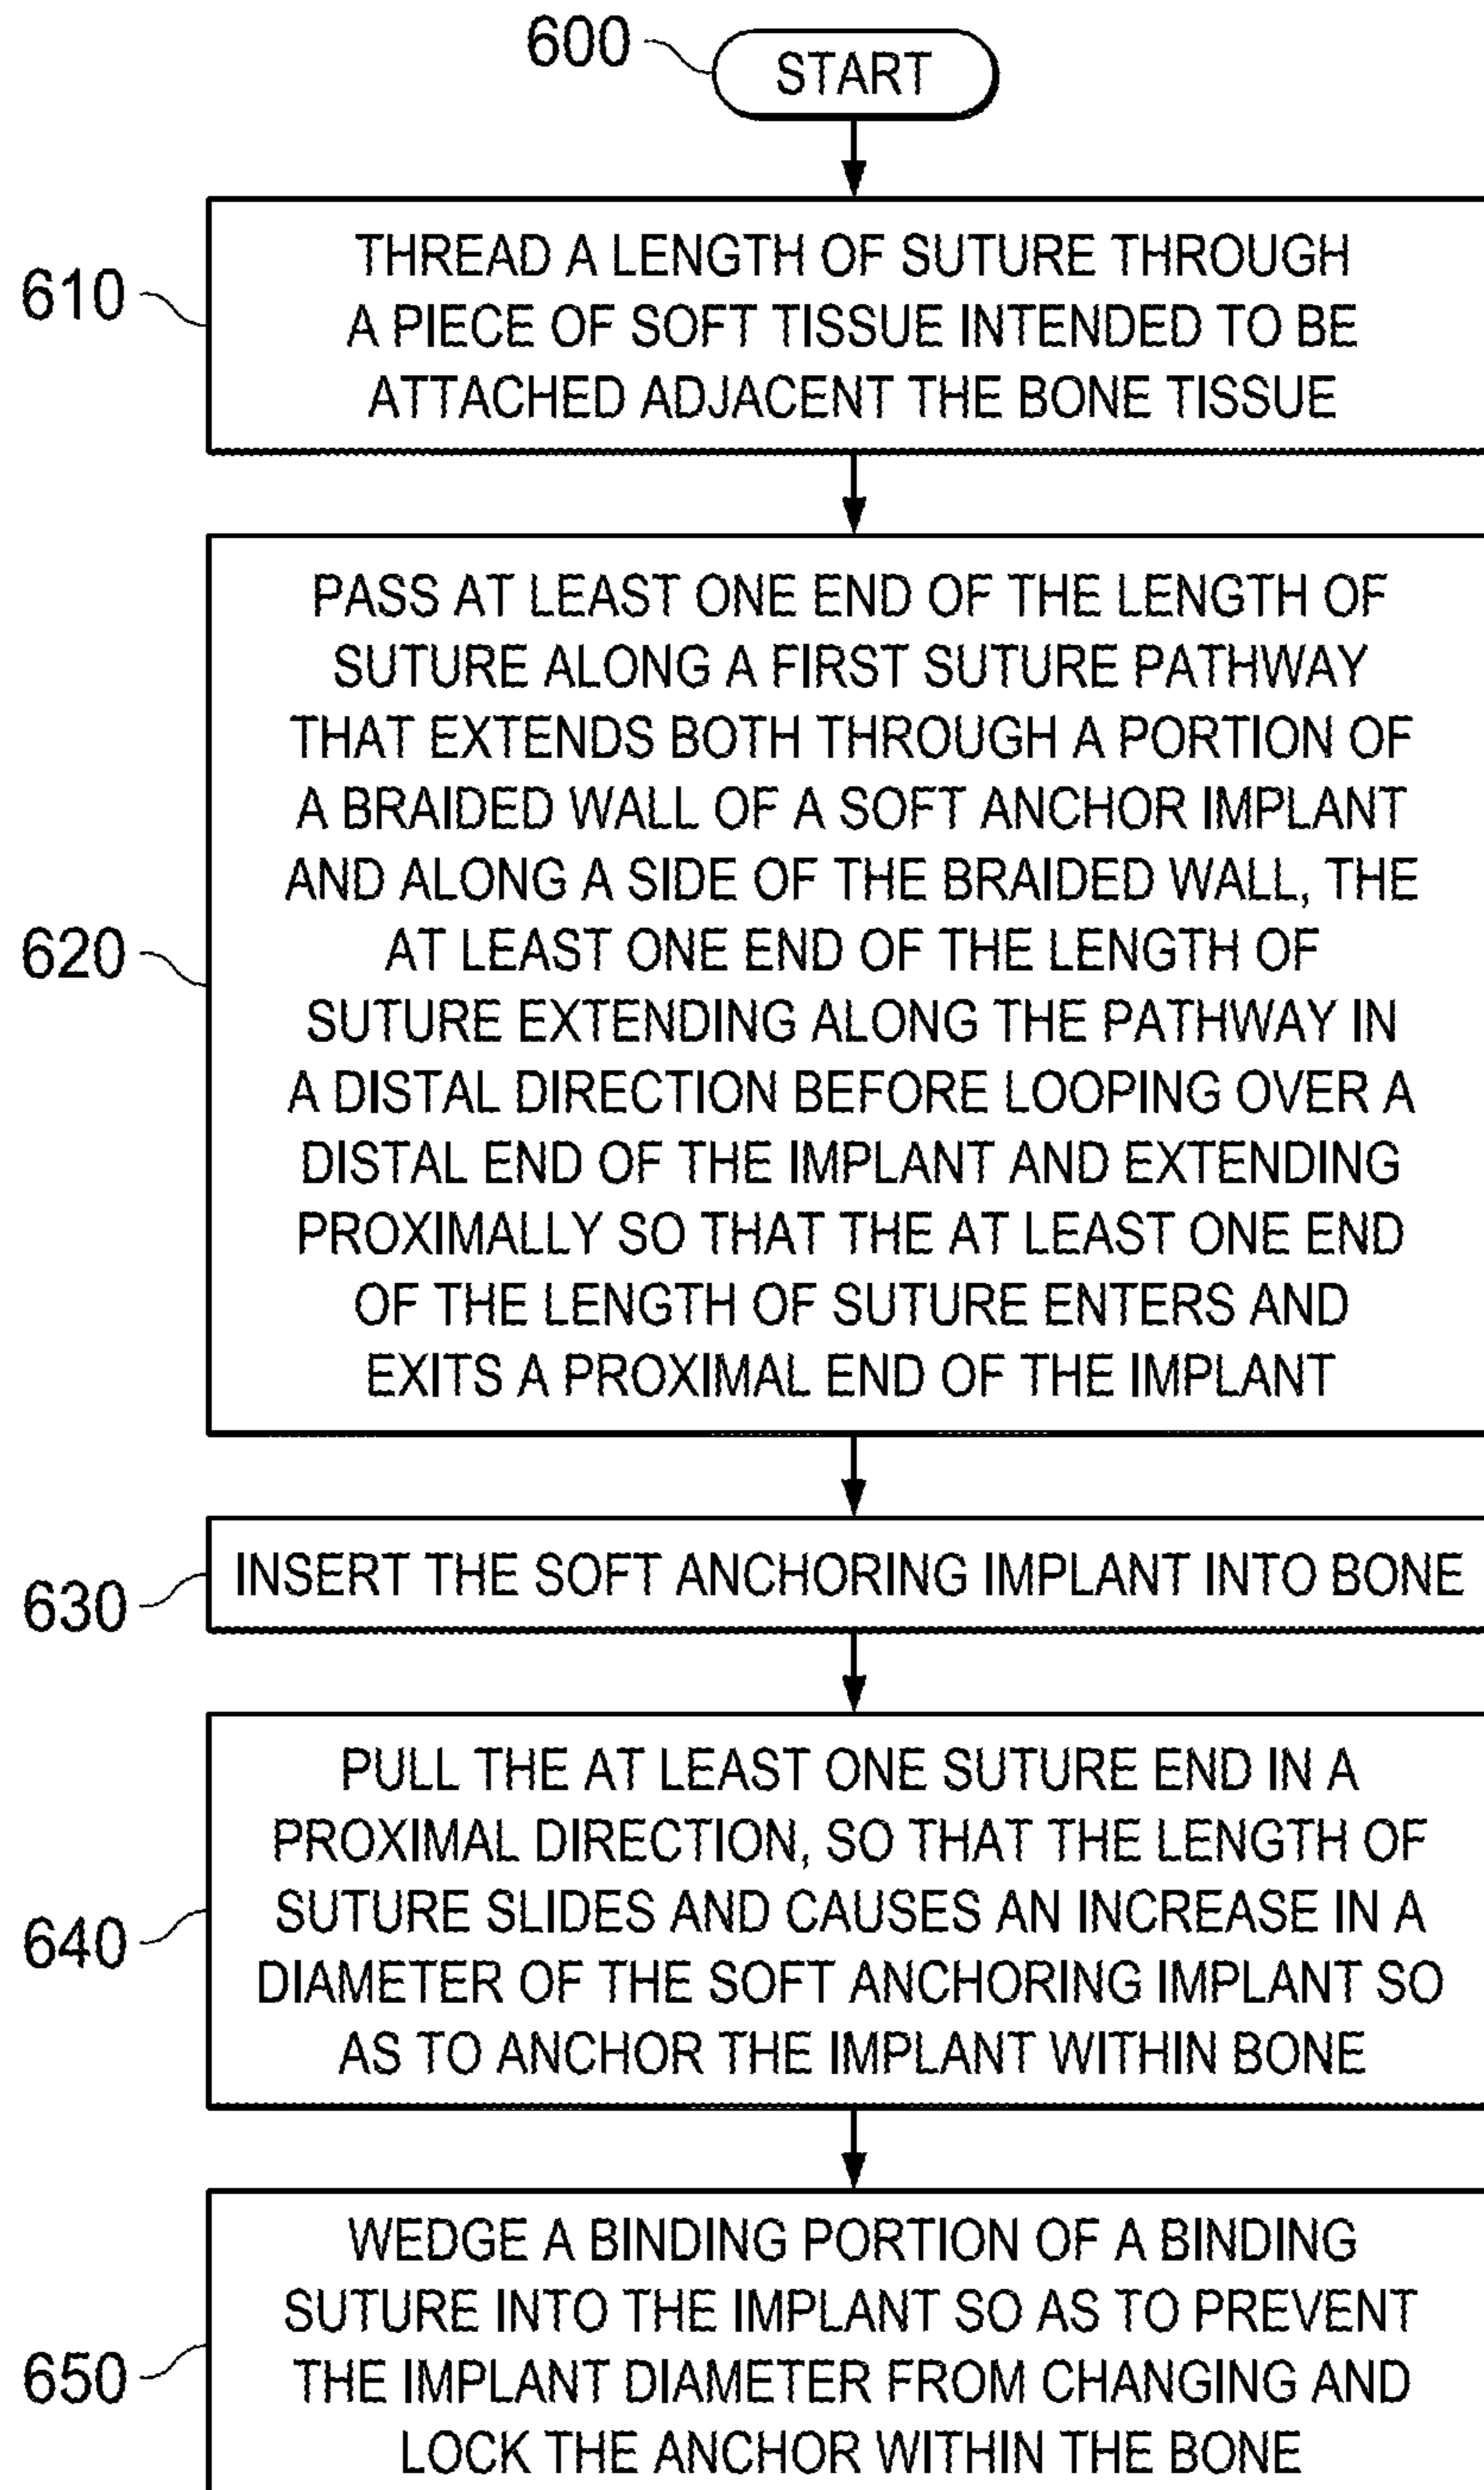 600
START
610
THREAD A LENGTH OF SUTURE THROUGH
A PIECE OF SOFT TISSUE INTENDED TO BE
ATTACHED ADJACENT THE BONE TISSUE
620
PASS AT LEAST ONE END OF THE LENGTH OF
SUTURE ALONG A FIRST SUTURE PATHWAY
THAT EXTENDS BOTH THROUGH A PORTION OF
A BRAIDED WALL OF A SOFT ANCHOR IMPLANT
AND ALONG A SIDE OF THE BRAIDED WALL, THE
AT LEAST ONE END OF THE LENGTH OF
SUTURE EXTENDING ALONG THE PATHWAY IN
A DISTAL DIRECTION BEFORE LOOPING OVER A
DISTAL END OF THE IMPLANT AND EXTENDING
PROXIMALLY SO THAT THE AT LEAST ONE END
OF THE LENGTH OF SUTURE ENTERS AND
EXITS A PROXIMAL END OF THE IMPLANT
630
INSERT THE SOFT ANCHORING IMPLANT INTO BONE
640
PULL THE AT LEAST ONE SUTURE END IN A
PROXIMAL DIRECTION, SO THAT THE LENGTH OF
SUTURE SLIDES AND CAUSES AN INCREASE IN A
DIAMETER OF THE SOFT ANCHORING IMPLANT SO
AS TO ANCHOR THE IMPLANT WITHIN BONE
650
WEDGE A BINDING PORTION OF A BINDING
SUTURE INTO THE IMPLANT SO AS TO PREVENT
THE IMPLANT DIAMETER FROM CHANGING AND
LOCK THE ANCHOR WITHIN THE BONE